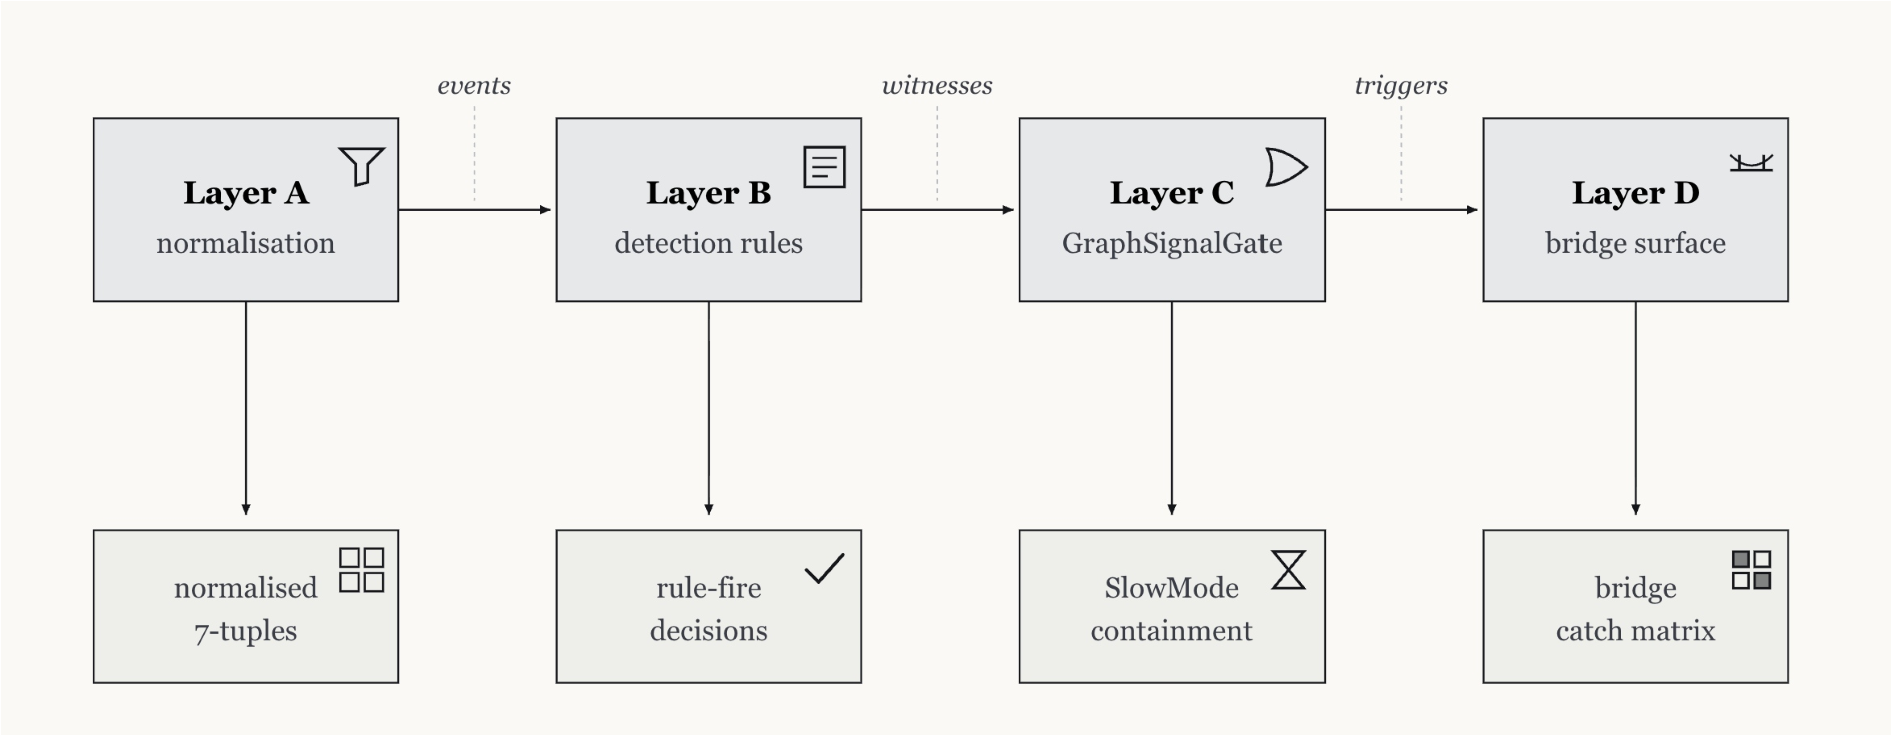 events
witnesses
triggers
Layer A
normalisation
Layer B
detection rules
Layer C
GraphSignalGate
Layer D
bridge surface
normalised
7-tuples
rule-fire
decisions
SlowMode
containment
bridge
catch matrix